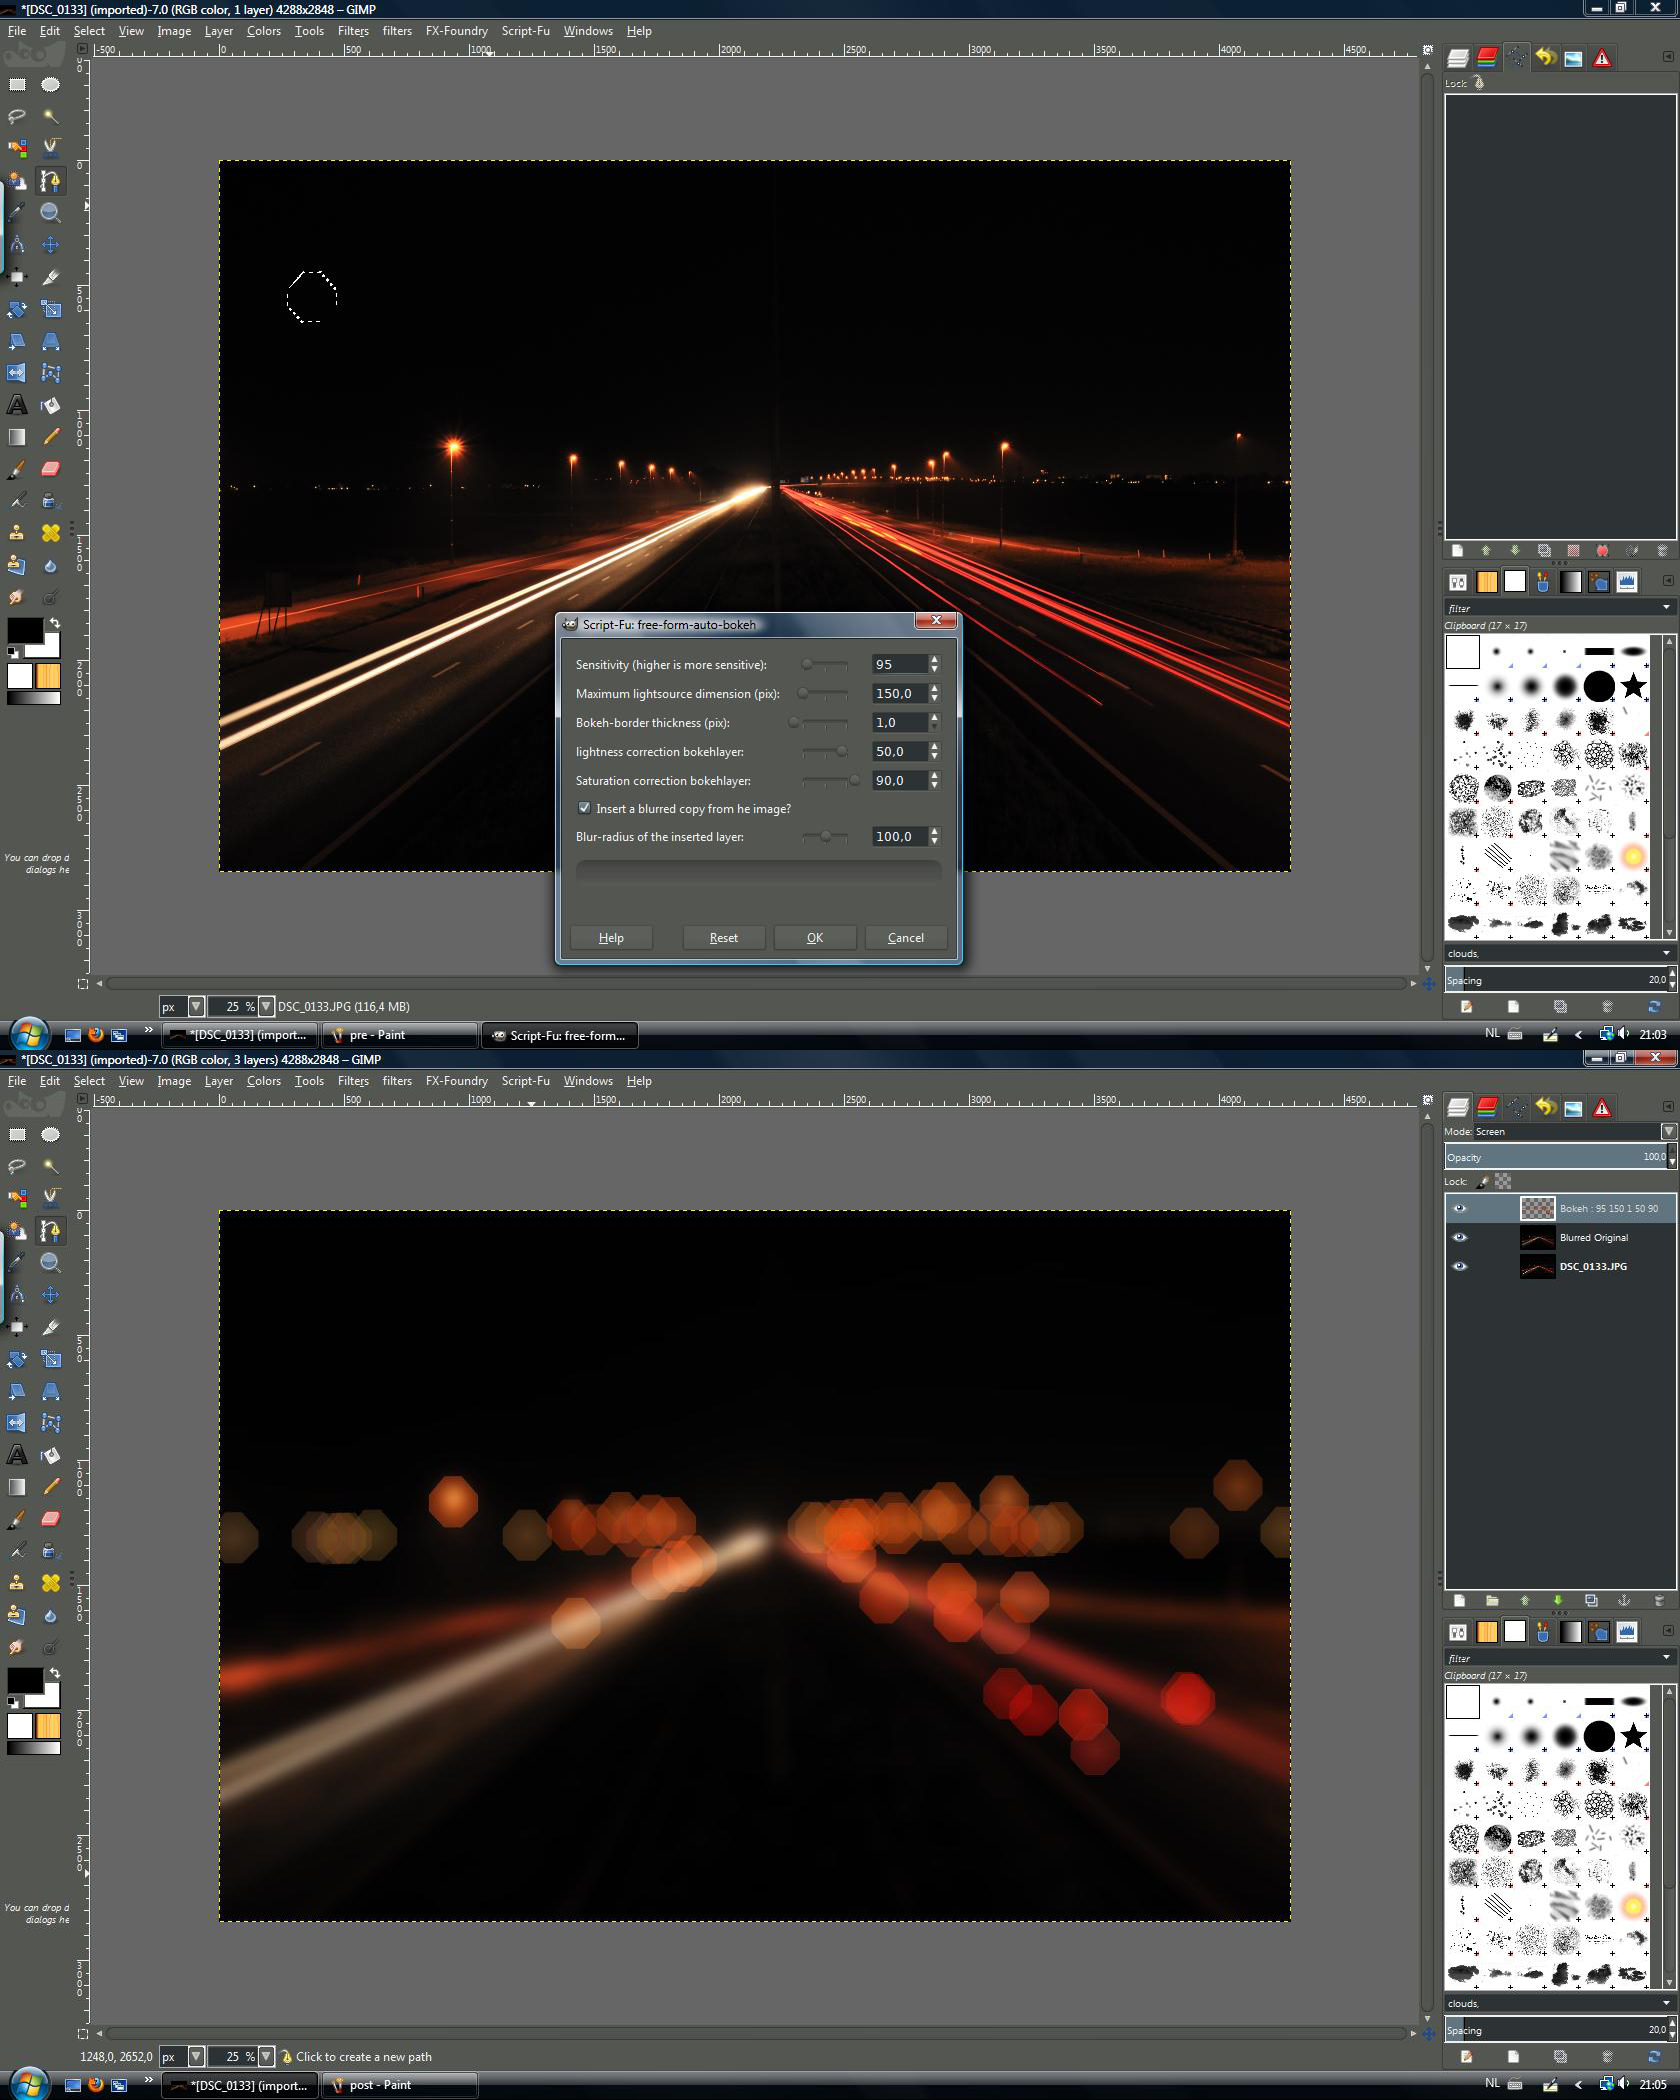 *[DSC_0133] (imported)-7.0 (RGB color, 1 layer) 4288x2848 – GIMP
File Edit Select View Image Layer Colors Tools Filters filters FX-Foundry Script-Fu Windows Help
-500 0 500 1000 1500 2000 2500 3000 3500 4000 4500
Lock:
filter
Clipboard (17 × 17)
Script-Fu: free-form-auto-bokeh
Sensitivity (higher is more sensitive): 95
Maximum lightsource dimension (pix): 150,0
Bokeh-border thickness (pix): 1,0
lightness correction bokehlayer: 50,0
Saturation correction bokehlayer: 90,0
Insert a blurred copy from he image?
Blur-radius of the inserted layer: 100,0
Help Reset OK Cancel
You can drop d
dialogs he
clouds,
Spacing 20,0
px 25 % DSC_0133.JPG (116,4 MB)
*[DSC_0133] (import... pre - Paint Script-Fu: free-form... NL 21:03
*[DSC_0133] (imported)-7.0 (RGB color, 3 layers) 4288x2848 – GIMP
File Edit Select View Image Layer Colors Tools Filters filters FX-Foundry Script-Fu Windows Help
-500 0 500 1000 1500 2000 2500 3000 3500 4000 4500
Mode: Screen
Opacity 100,0
Lock:
Bokeh : 95 150 1 50 90
Blurred Original
DSC_0133.JPG
filter
Clipboard (17 × 17)
You can drop d
dialogs he
clouds,
Spacing 20,0
1248,0, 2652,0 px 25 % Click to create a new path
*[DSC_0133] (import... post - Paint NL 21:05